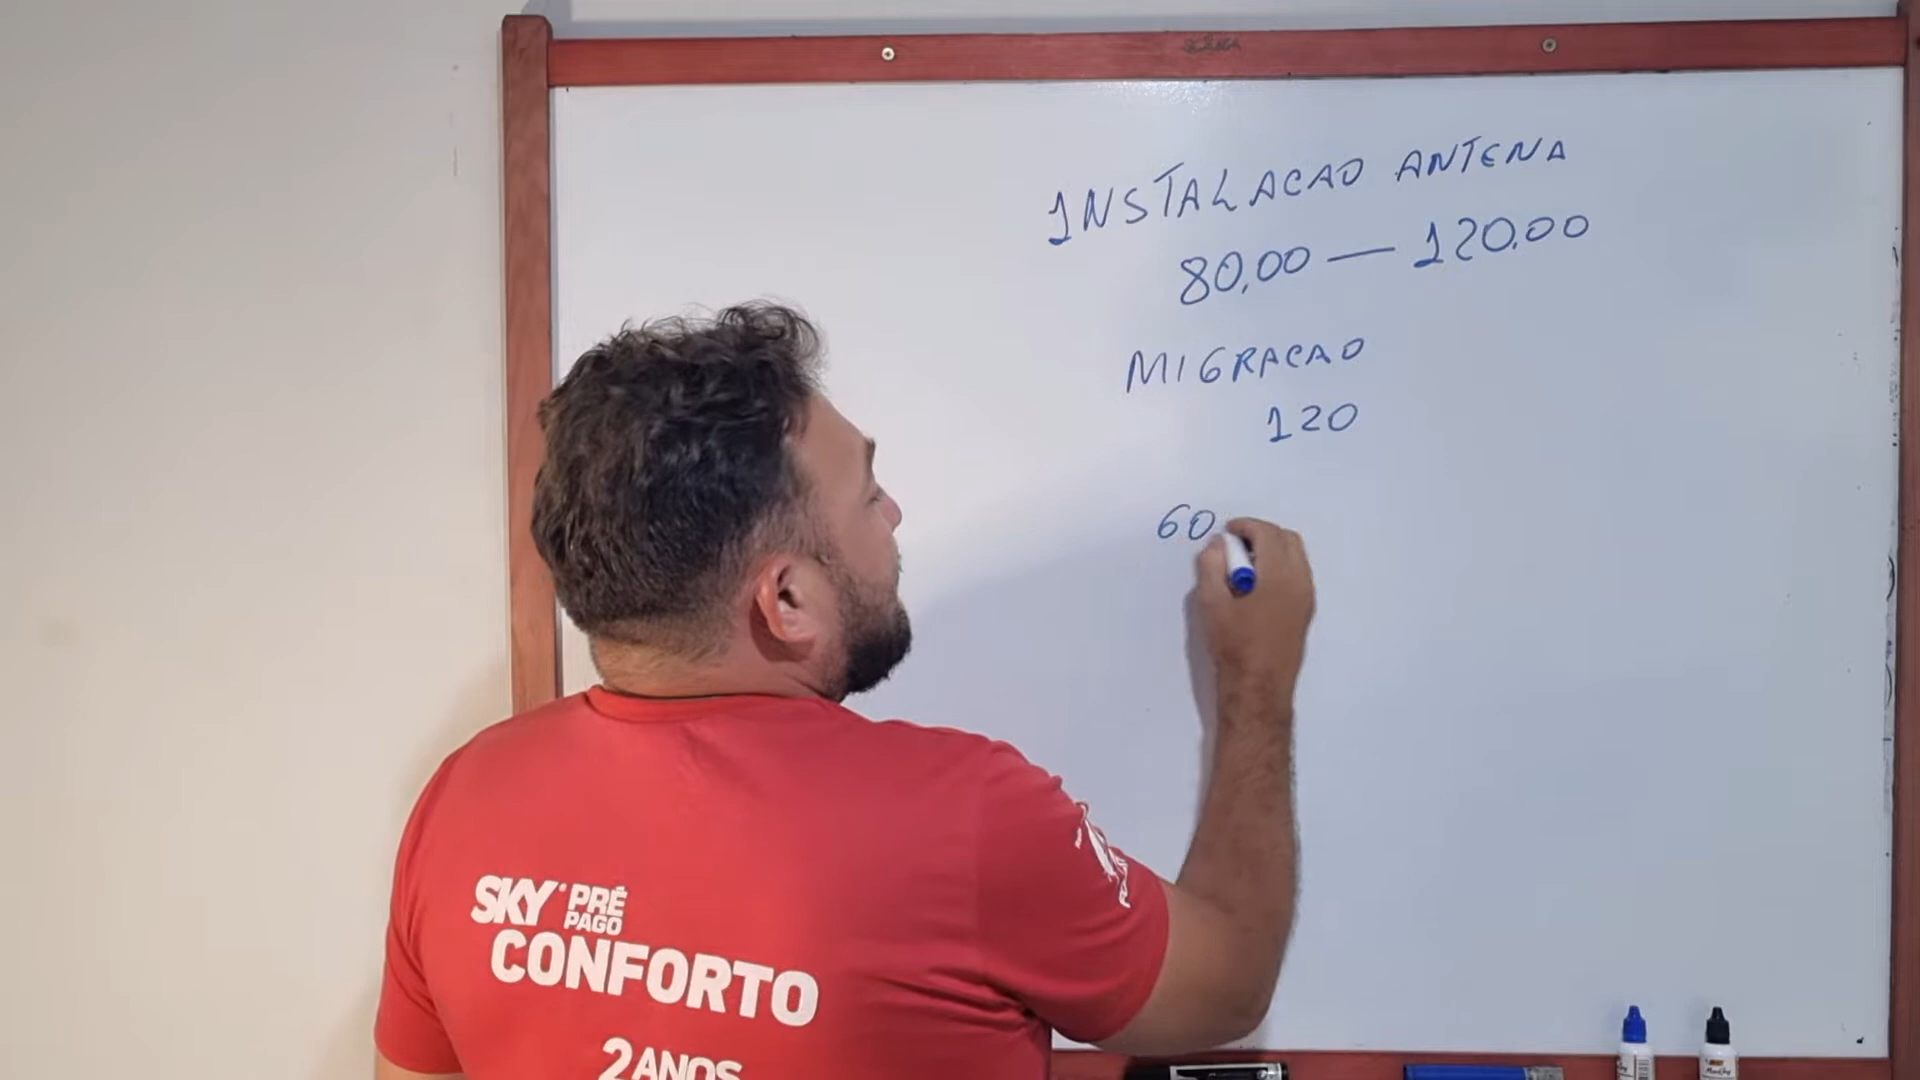 INSTALACAO ANTENA
80,00 — 120,00
MIGRACAO
120
60
SKY PRÉ
PAGO
CONFORTO
2 ANOS